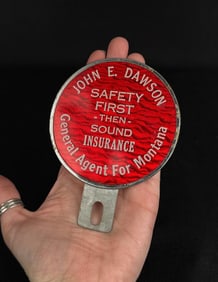 JOHN E. DAWSON
SAFETY
FIRST
-THEN-
SOUND
INSURANCE
General Agent For Montana